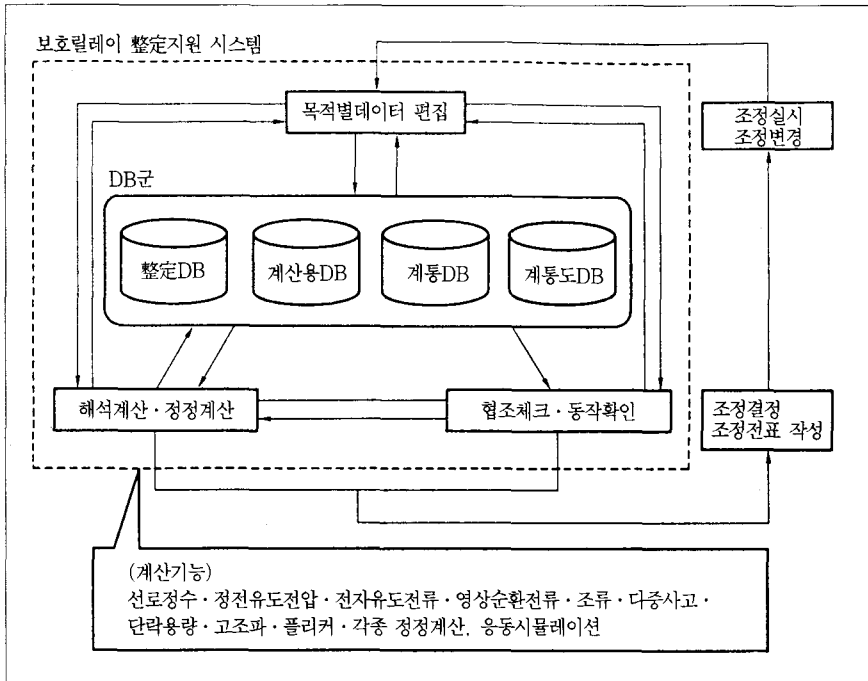 보호릴레이 整定지원 시스템
목적별데이터 편집
조정실시
조정변경
DB군
整定DB
계산용DB
계통DB
계통도DB
해석계산·정정계산
협조체크·동작확인
조정결정
조정전표 작성
(계산기능)
선로정수·정전유도전압·전자유도전류·영상순환전류·조류·다중사고·
단락용량·고조파·플리커·각종 정정계산, 응동시뮬레이션